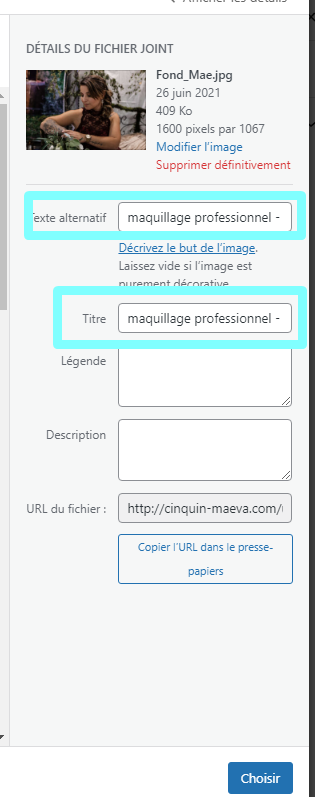 Afficher les détails
DÉTAILS DU FICHIER JOINT
Fond_Mae.jpg
26 juin 2021
409 Ko
1600 pixels par 1067
Modifier l’image
Supprimer définitivement
Texte alternatif
maquillage professionnel -
Décrivez le but de l’image.
Laissez vide si l’image est
purement décorative
Titre
maquillage professionnel -
Légende
Description
URL du fichier :
http://cinquin-maeva.com/
Copier l’URL dans le presse-
papiers
Choisir